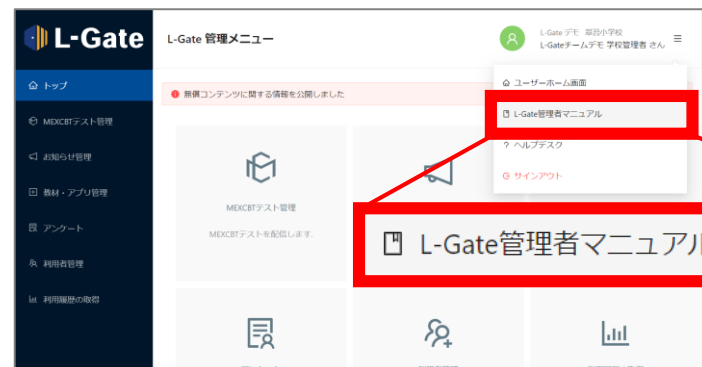 L-Gate
L-Gate 管理メニュー
L-Gate デモ 草苅小学校
L-Gateチームデモ 学校管理者 さん
トップ
MEXCBTテスト管理
お知らせ管理
教材・アプリ管理
アンケート
利用者管理
利用履歴の取得
無償コンテンツに関する情報を公開しました
ユーザーホーム画面
L-Gate管理者マニュアル
? ヘルプデスク
サインアウト
MEXCBTテスト管理
MEXCBTテストを配信します。
L-Gate管理者マニュアル